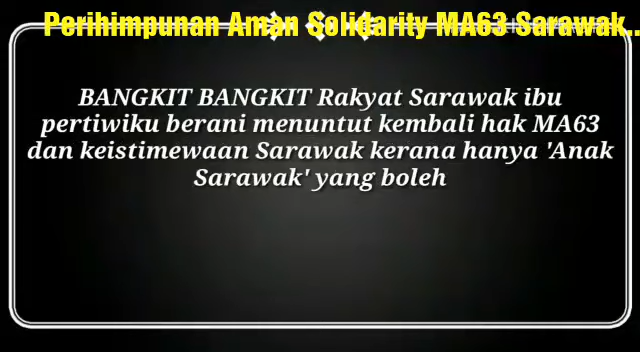 Perihimpunan Aman Solidarity MA63 Sarawak..
BANGKIT BANGKIT Rakyat Sarawak ibu
pertiwiku berani menuntut kembali hak MA63
dan keistimewaan Sarawak kerana hanya 'Anak
Sarawak' yang boleh